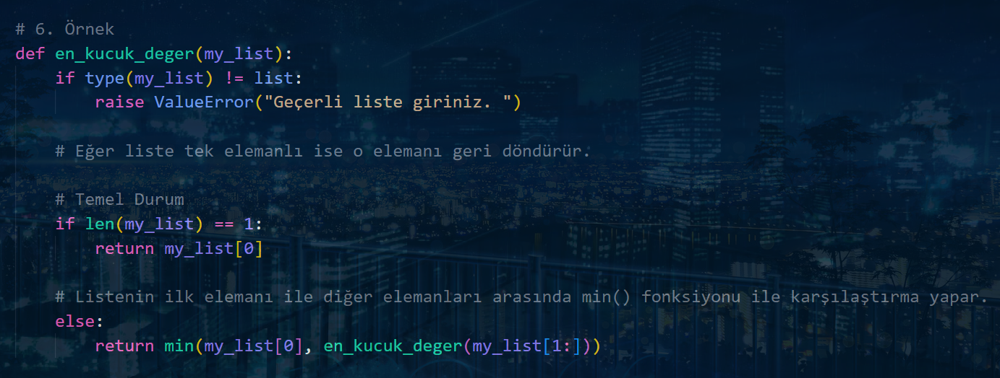 # 6. Örnek
def en_kucuk_deger(my_list):
    if type(my_list) != list:
        raise ValueError("Geçerli liste giriniz. ")
    # Eğer liste tek elemanlı ise o elemanı geri döndürür.
    # Temel Durum
    if len(my_list) == 1:
        return my_list[0]
    # Listenin ilk elemanı ile diğer elemanları arasında min() fonksiyonu ile karşılaştırma yapar.
    else:
        return min(my_list[0], en_kucuk_deger(my_list[1:]))